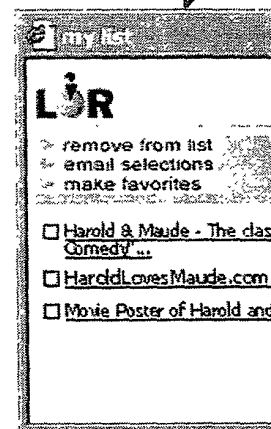 my list
LOR
> remove from list
> email selections
> make favorites
Harold & Maude - The clas
Comedy" ...
HaroldLovesMaude.com
Movie Poster of Harold and